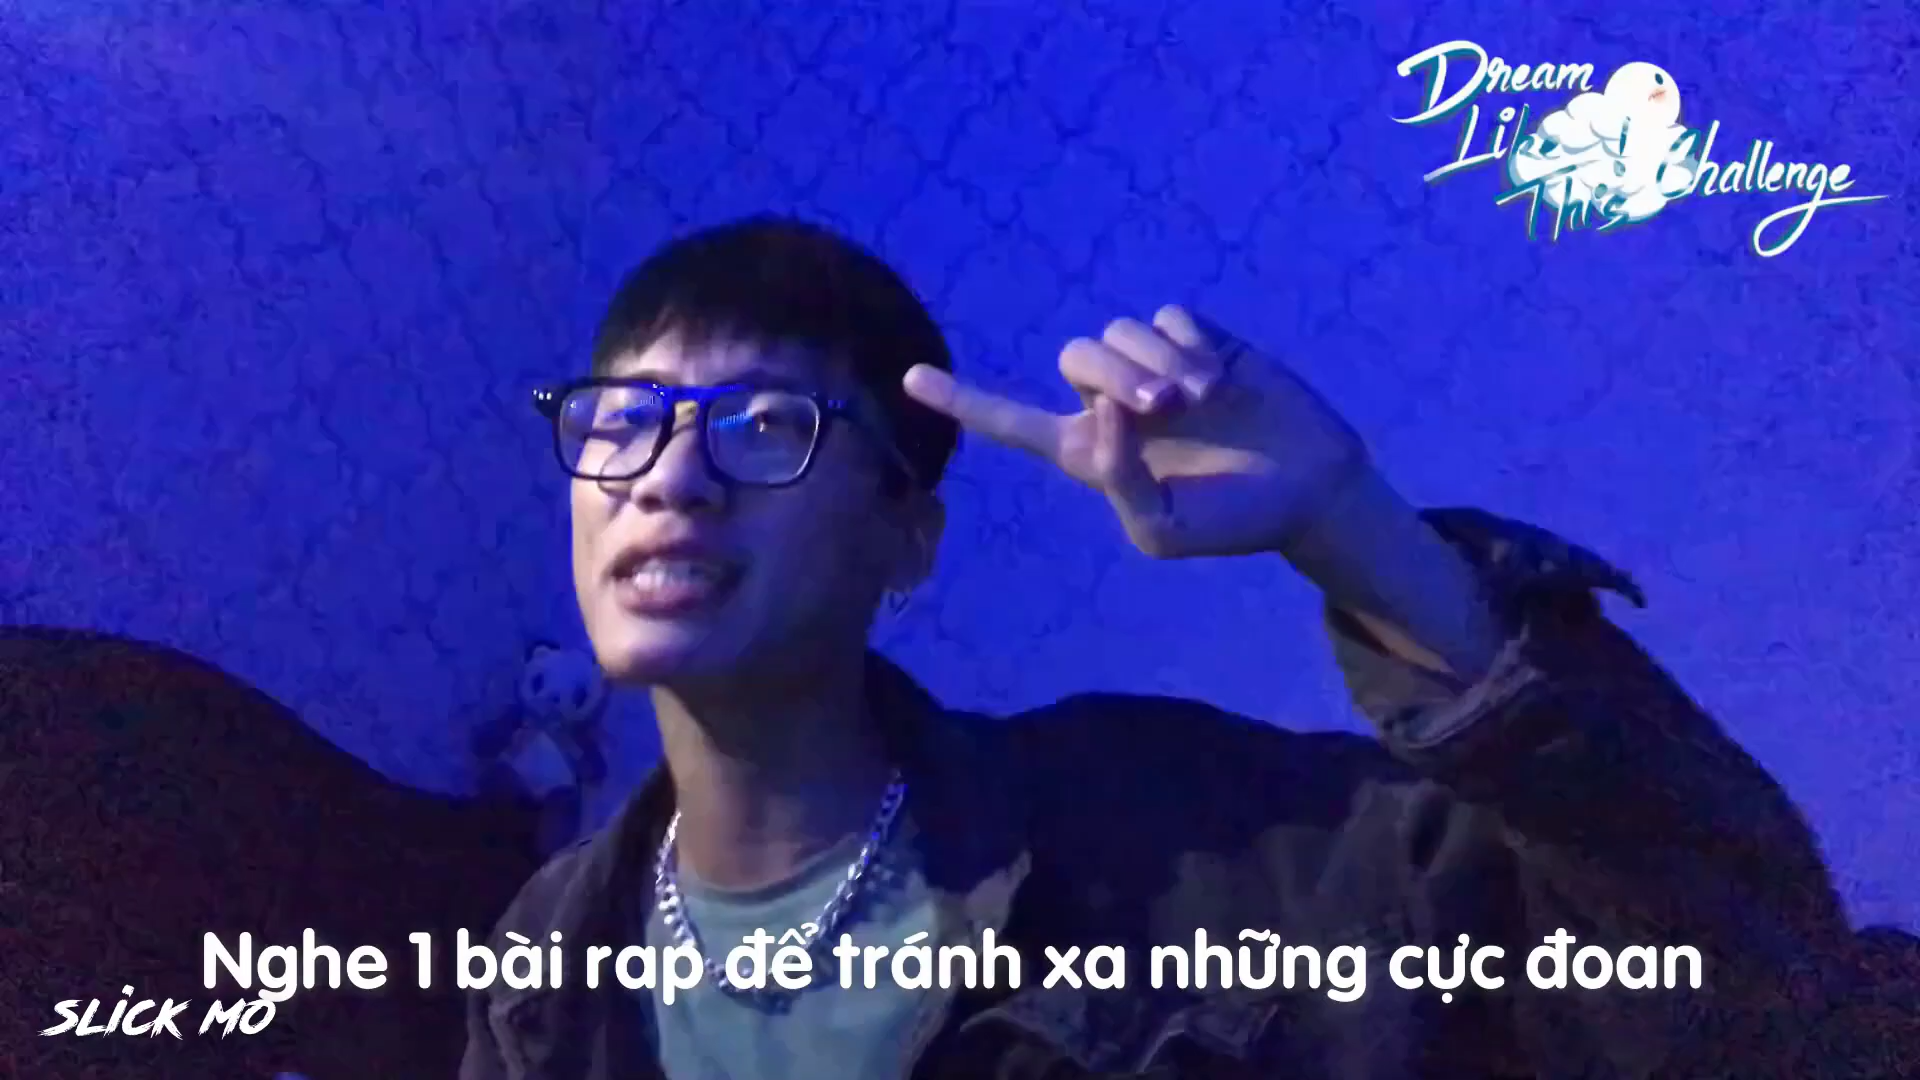 Dream
Like
This Challenge
Nghe 1 bài rap để tránh xa những cực đoan
SLICK MO